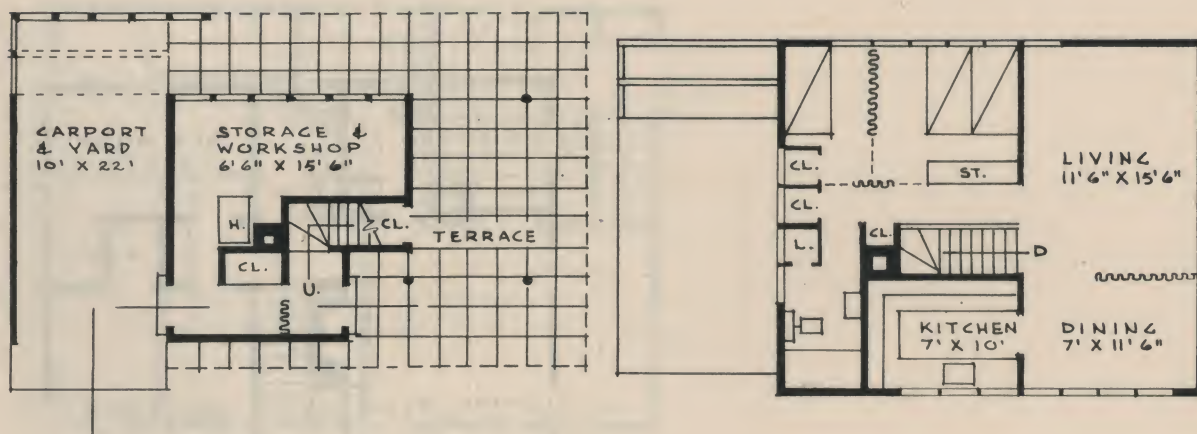 CARPORT
& YARD
10' X 22'
STORAGE &
WORKSHOP
6'6" X 15'6"
H.
CL.
CL.
U.
TERRACE
CL.
CL.
L.
CL.
ST.
LIVING
11'6" X 15'6"
D
KITCHEN
7' X 10'
DINING
7' X 11'6"